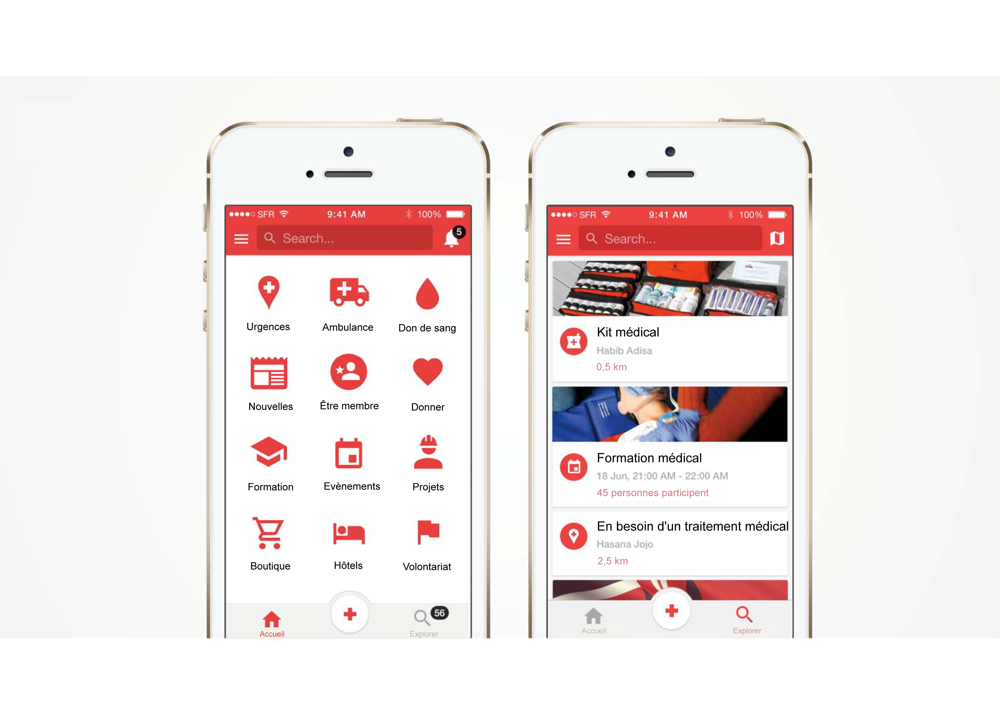 SFR 9:41 AM 100%
Search... 5
Urgences Ambulance Don de sang
Nouvelles Être membre Donner
Formation Evènements Projets
Boutique Hôtels Volontariat
56
Accueil Explorer
SFR 9:41 AM 100%
Search...
Kit médical
Habib Adisa
0,5 km
Formation médical
18 Jun, 21:00 AM - 22:00 AM
45 personnes participent
En besoin d'un traitement médical
Hasana Jojo
2,5 km
Accueil Explorer